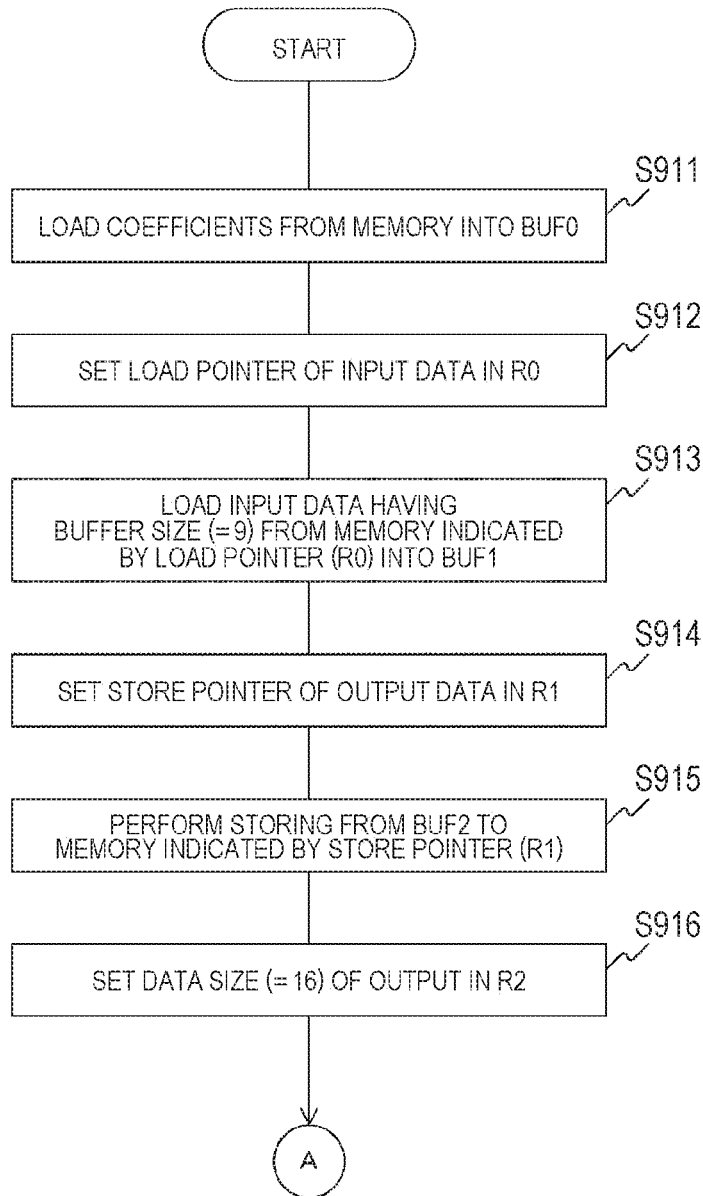 START
S911
LOAD COEFFICIENTS FROM MEMORY INTO BUF0
S912
SET LOAD POINTER OF INPUT DATA IN R0
S913
LOAD INPUT DATA HAVING
BUFFER SIZE (=9) FROM MEMORY INDICATED
BY LOAD POINTER (R0) INTO BUF1
S914
SET STORE POINTER OF OUTPUT DATA IN R1
S915
PERFORM STORING FROM BUF2 TO
MEMORY INDICATED BY STORE POINTER (R1)
S916
SET DATA SIZE (=16) OF OUTPUT IN R2
A